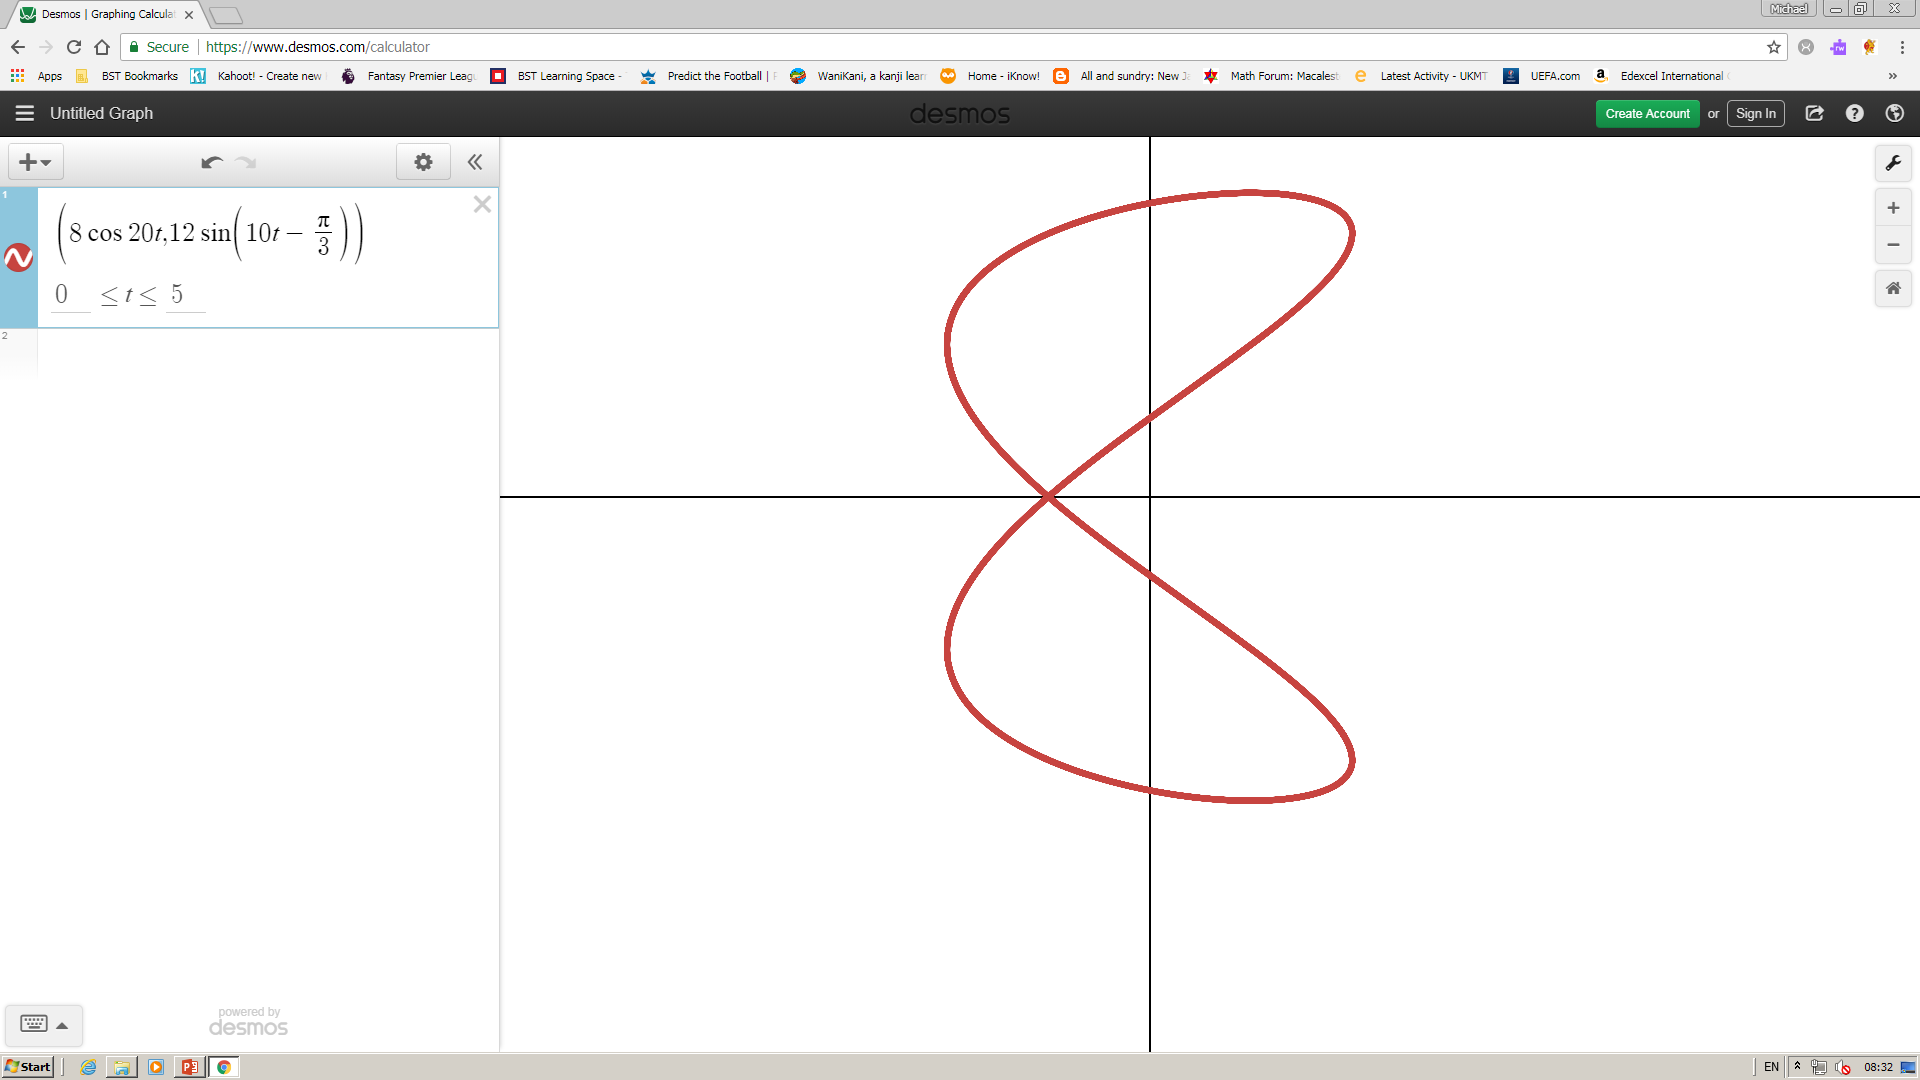 Desmos | Graphing Calcula
Michael
Secure https://www.desmos.com/calculator
Apps BST Bookmarks Kahoot! - Create new Fantasy Premier Leag BST Learning Space - Predict the Football | WaniKani, a kanji lear Home - iKnow! All and sundry: New Ja Math Forum: Macalest Latest Activity - UKMT UEFA.com Edexcel International
Untitled Graph desmos Create Account or Sign In
1
(8 cos 20t,12 sin(10t − π/3))
0 ≤ t ≤ 5
2
powered by
desmos
Start EN 08:32